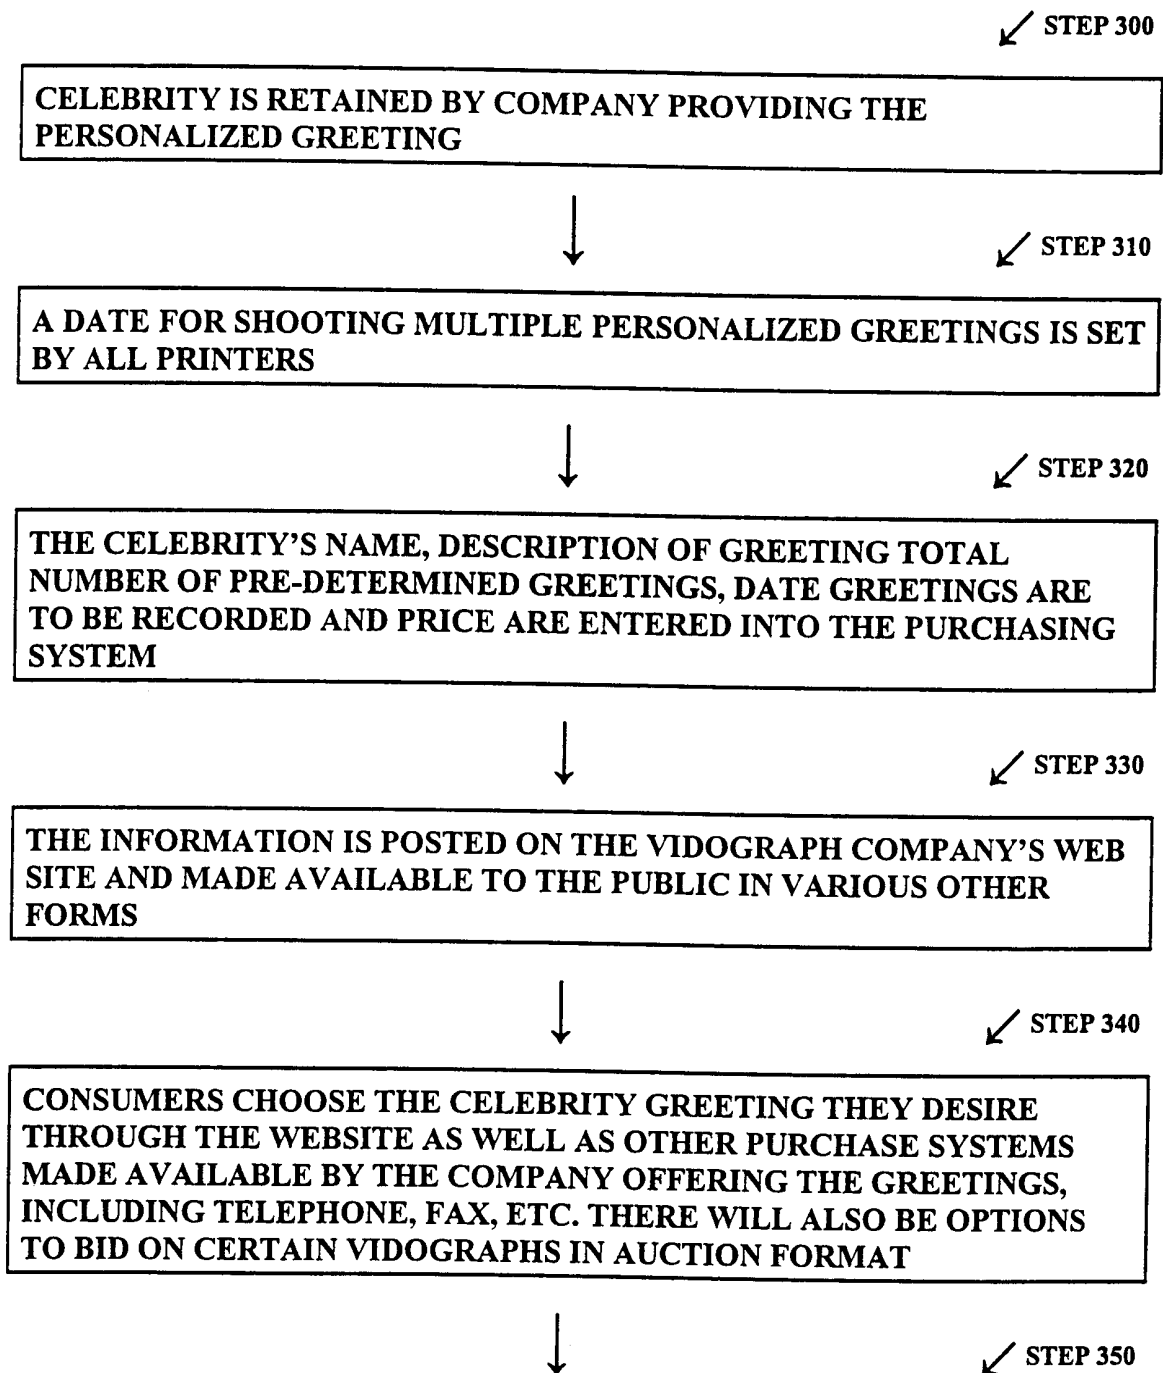 STEP 300
CELEBRITY IS RETAINED BY COMPANY PROVIDING THE
PERSONALIZED GREETING
STEP 310
A DATE FOR SHOOTING MULTIPLE PERSONALIZED GREETINGS IS SET
BY ALL PRINTERS
STEP 320
THE CELEBRITY'S NAME, DESCRIPTION OF GREETING TOTAL
NUMBER OF PRE-DETERMINED GREETINGS, DATE GREETINGS ARE
TO BE RECORDED AND PRICE ARE ENTERED INTO THE PURCHASING
SYSTEM
STEP 330
THE INFORMATION IS POSTED ON THE VIDOGRAPH COMPANY'S WEB
SITE AND MADE AVAILABLE TO THE PUBLIC IN VARIOUS OTHER
FORMS
STEP 340
CONSUMERS CHOOSE THE CELEBRITY GREETING THEY DESIRE
THROUGH THE WEBSITE AS WELL AS OTHER PURCHASE SYSTEMS
MADE AVAILABLE BY THE COMPANY OFFERING THE GREETINGS,
INCLUDING TELEPHONE, FAX, ETC. THERE WILL ALSO BE OPTIONS
TO BID ON CERTAIN VIDOGRAPHS IN AUCTION FORMAT
STEP 350